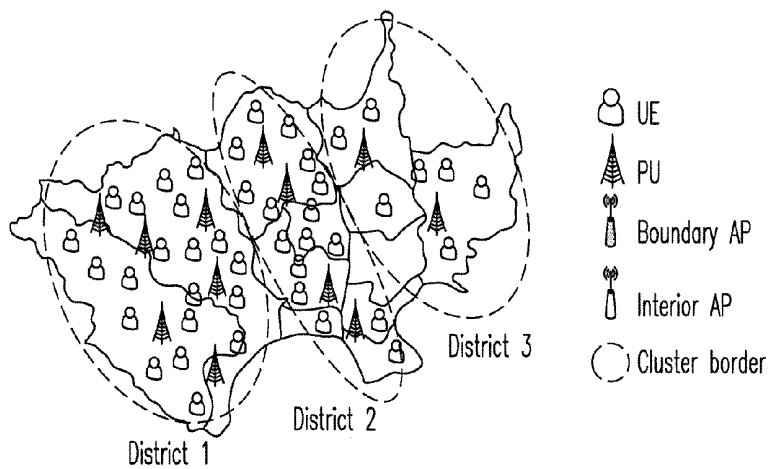 UE
PU
Boundary AP
Interior AP
Cluster border
District 3
District 2
District 1